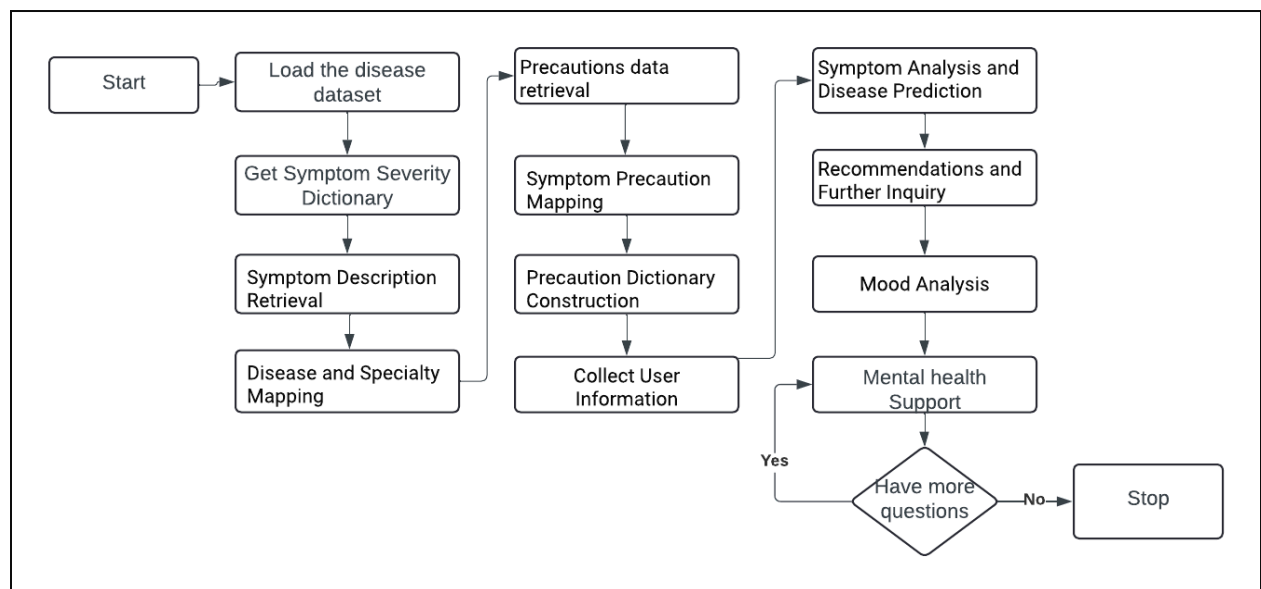 Start
Load the disease
dataset
Get Symptom Severity
Dictionary
Symptom Description
Retrieval
Disease and Specialty
Mapping
Precautions data
retrieval
Symptom Precaution
Mapping
Precaution Dictionary
Construction
Collect User
Information
Symptom Analysis and
Disease Prediction
Recommendations and
Further Inquiry
Mood Analysis
Mental health
Support
Yes
Have more
questions
No
Stop